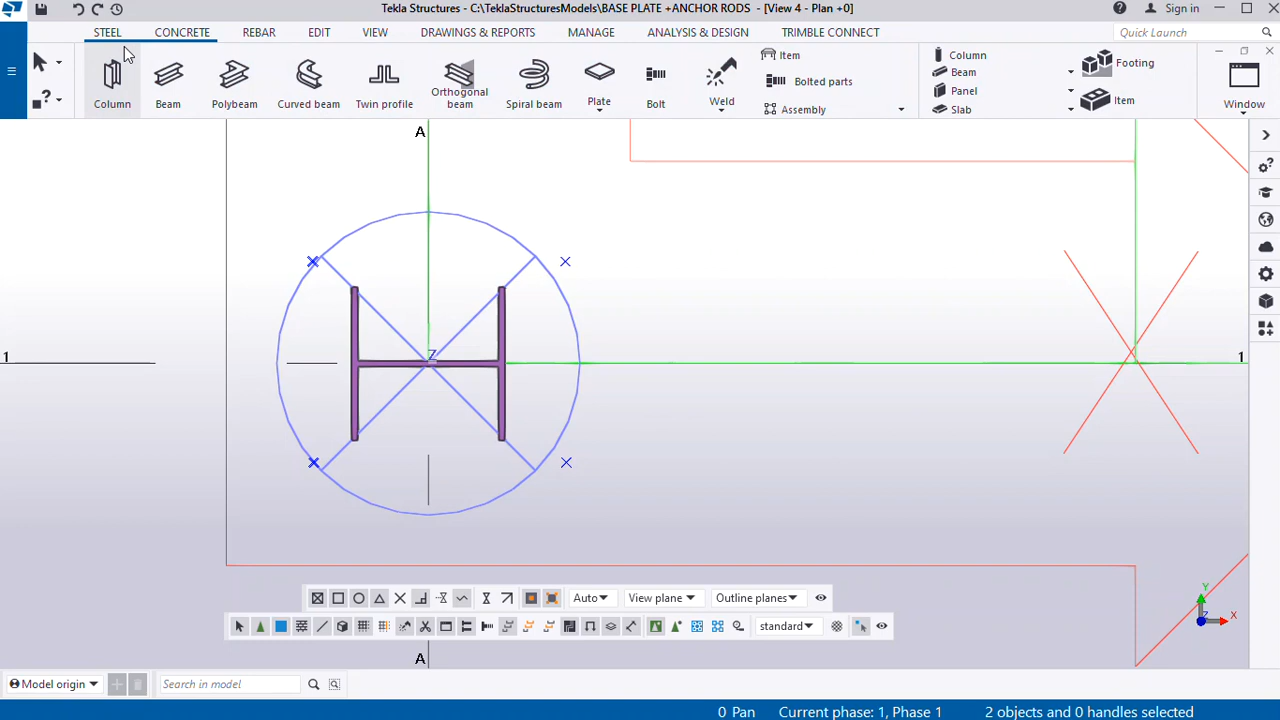 Tekla Structures - C:\TeklaStructuresModels\BASE PLATE +ANCHOR RODS - [View 4 - Plan +0]
Sign in
STEEL CONCRETE REBAR EDIT VIEW DRAWINGS & REPORTS MANAGE ANALYSIS & DESIGN TRIMBLE CONNECT
Quick Launch
Column
Beam
Polybeam
Curved beam
Twin profile
Orthogonal
beam
Spiral beam
Plate
Bolt
Weld
Item
Bolted parts
Assembly
Column
Beam
Panel
Slab
Footing
Item
Window
A
1
Z
1
Auto
View plane
Outline planes
standard
A
Y
Z
X
Model origin
Search in model
0 Pan
Current phase: 1, Phase 1
2 objects and 0 handles selected